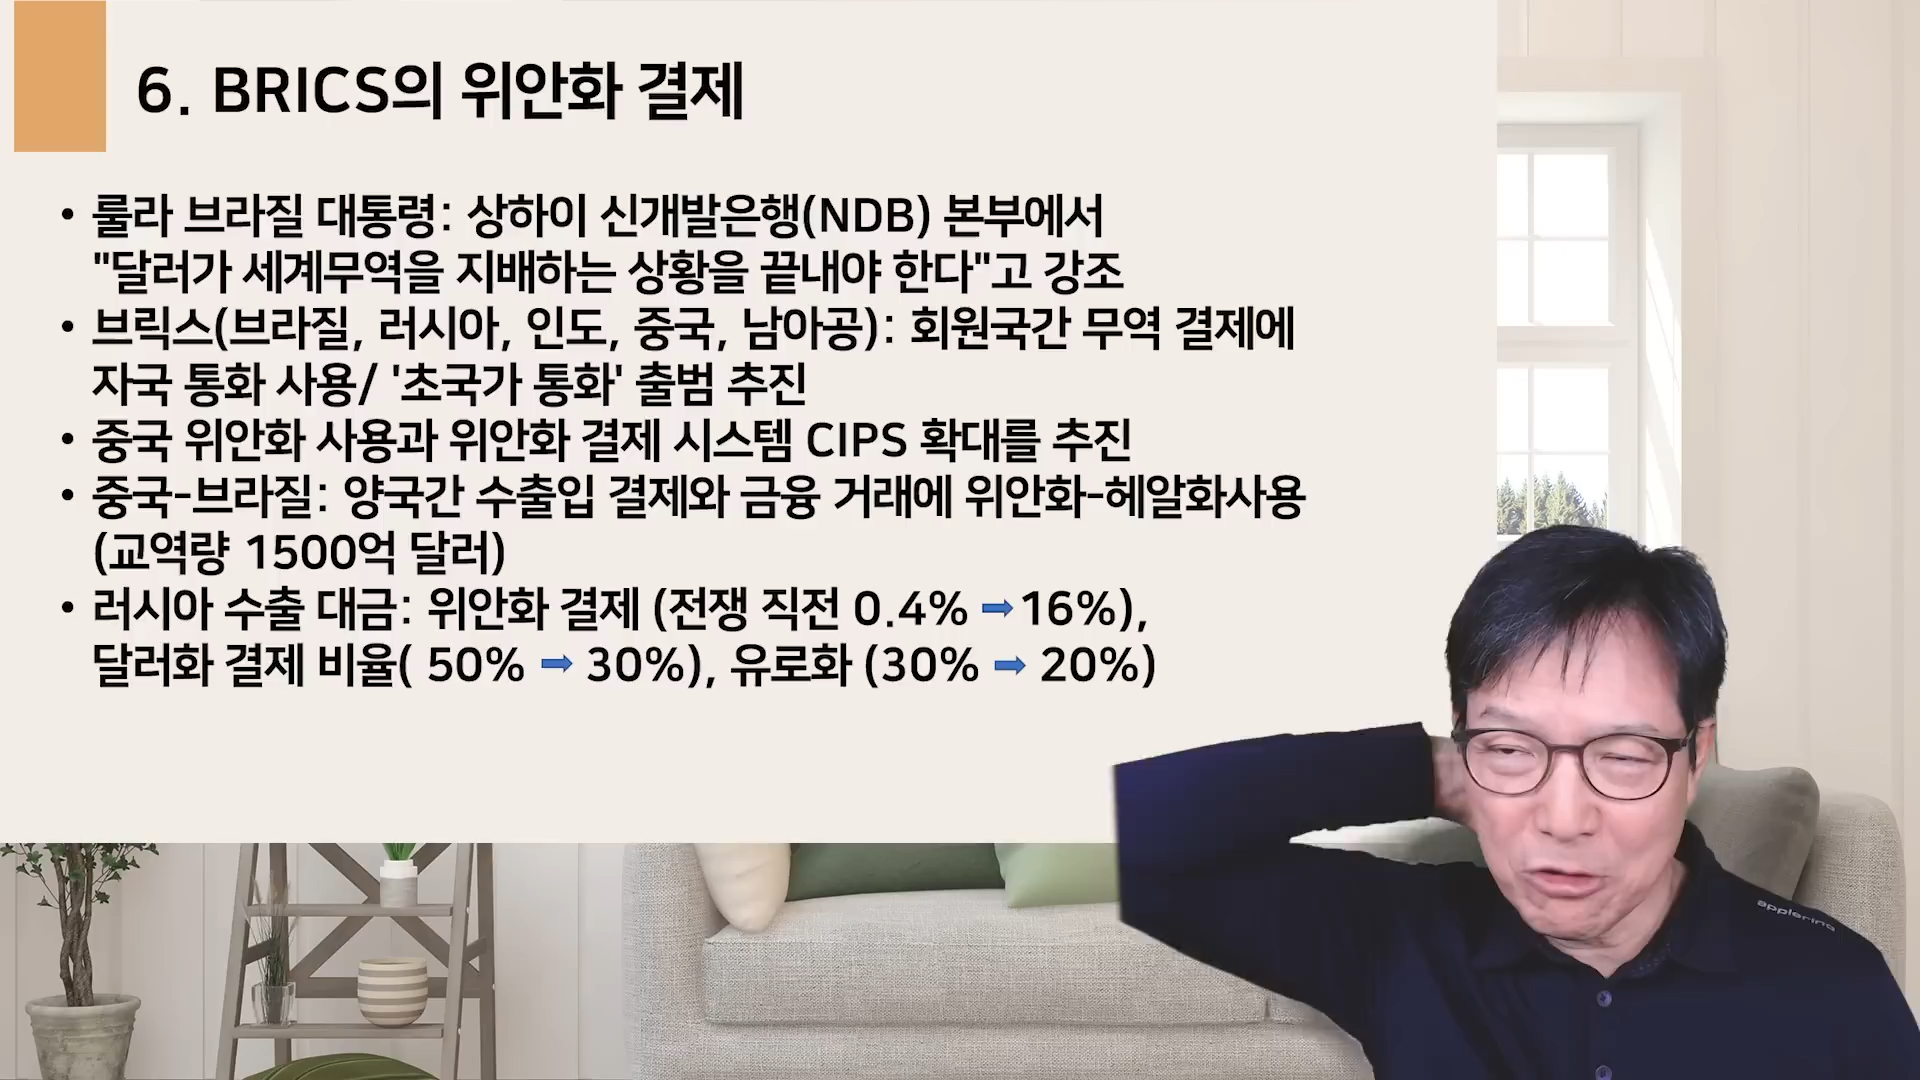 6. BRICS의 위안화 결제
• 룰라 브라질 대통령: 상하이 신개발은행(NDB) 본부에서
"달러가 세계무역을 지배하는 상황을 끝내야 한다"고 강조
• 브릭스(브라질, 러시아, 인도, 중국, 남아공): 회원국간 무역 결제에
자국 통화 사용/ '초국가 통화' 출범 추진
• 중국 위안화 사용과 위안화 결제 시스템 CIPS 확대를 추진
• 중국-브라질: 양국간 수출입 결제와 금융 거래에 위안화-헤알화사용
(교역량 1500억 달러)
• 러시아 수출 대금: 위안화 결제 (전쟁 직전 0.4% ➡16%),
달러화 결제 비율( 50% ➡ 30%), 유로화 (30% ➡ 20%)
applering